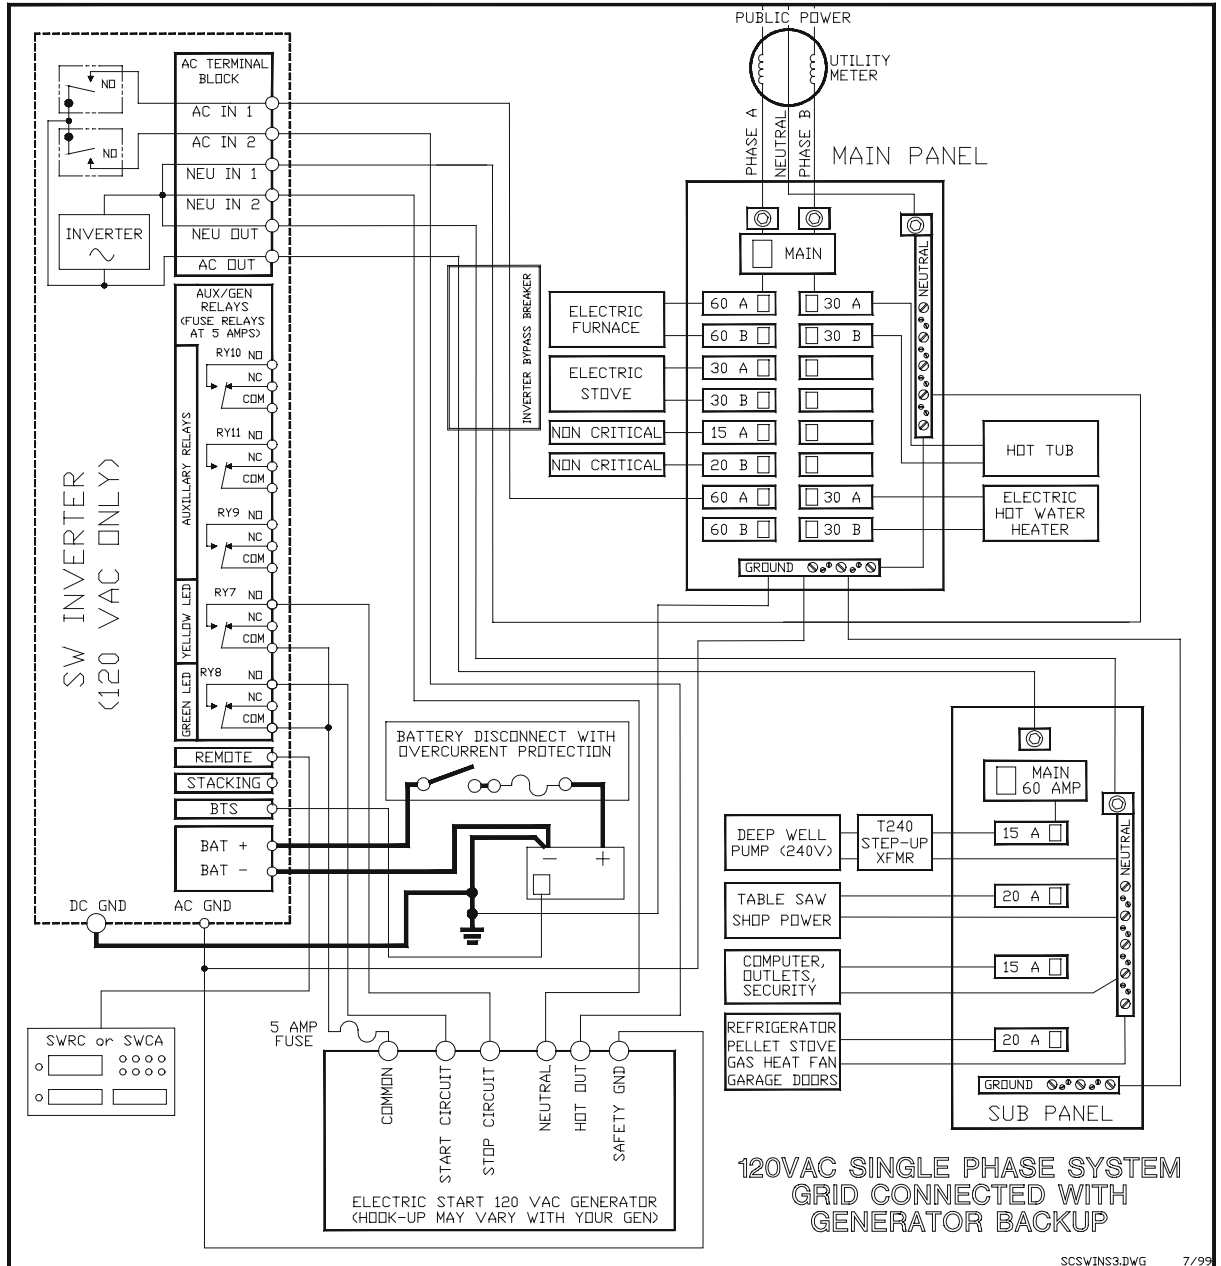 PUBLIC POWER
UTILITY
METER
PHASE A
NEUTRAL
PHASE B
MAIN PANEL
AC TERMINAL
BLOCK
NO
AC IN 1
AC IN 2
NO
NEU IN 1
NEU IN 2
INVERTER
NEU OUT
AC OUT
MAIN
NEUTRAL
AUX/GEN
RELAYS
(FUSE RELAYS
AT 5 AMPS)
INVERTER BYPASS BREAKER
ELECTRIC
FURNACE
60 A
30 A
60 B
30 B
ELECTRIC
STOVE
30 A
30 B
NON CRITICAL
15 A
NON CRITICAL
20 B
60 A
30 A
60 B
30 B
HOT TUB
ELECTRIC
HOT WATER
HEATER
GROUND
RY10
NO
NC
COM
RY11
NO
NC
COM
RY9
NO
NC
COM
AUXILLARY RELAYS
RY7
NO
NC
COM
YELLOW LED
RY8
NO
NC
COM
GREEN LED
SW INVERTER
(120 VAC ONLY)
REMOTE
STACKING
BTS
BAT +
BAT -
DC GND
AC GND
BATTERY DISCONNECT WITH
OVERCURRENT PROTECTION
- +
MAIN
60 AMP
DEEP WELL
PUMP (240V)
T240
STEP-UP
XFMR
15 A
NEUTRAL
TABLE SAW
SHOP POWER
20 A
COMPUTER,
OUTLETS,
SECURITY
15 A
REFRIGERATOR
PELLET STOVE
GAS HEAT FAN
GARAGE DOORS
20 A
GROUND
SUB PANEL
5 AMP
FUSE
SWRC or SWCA
COMMON
START CIRCUIT
STOP CIRCUIT
NEUTRAL
HOT OUT
SAFETY GND
ELECTRIC START 120 VAC GENERATOR
(HOOK-UP MAY VARY WITH YOUR GEN)
120VAC SINGLE PHASE SYSTEM
GRID CONNECTED WITH
GENERATOR BACKUP
SCSWINS3.DWG 7/99